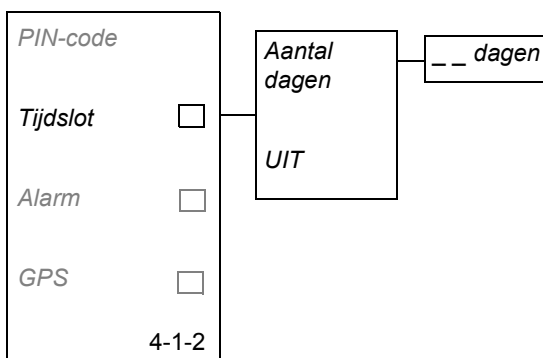 PIN-code
Tijdslot
Alarm
GPS
4-1-2
Aantal
dagen
UIT
_ _ dagen